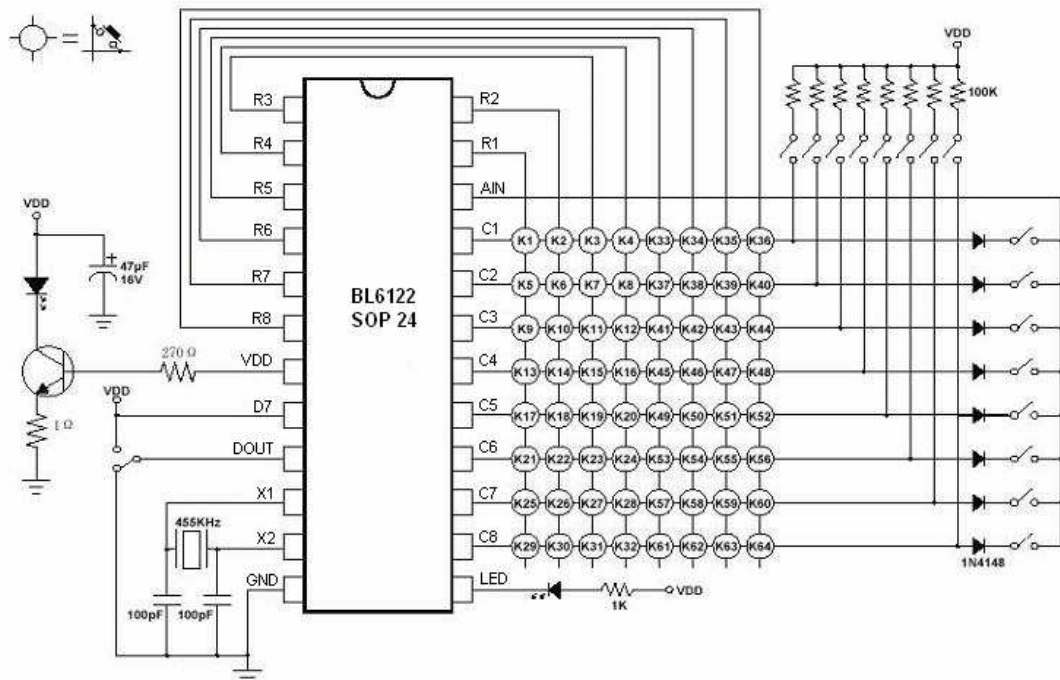 VDD
100K
R3
R2
R4
R1
R5
AIN
R6
C1
K1 K2 K3 K4 K33 K34 K35 K36
VDD
47µF
16V
R7
C2
K5 K6 K7 K8 K37 K38 K39 K40
BL6122
SOP 24
R8
C3
K9 K10 K11 K12 K41 K42 K43 K44
270 Ω
VDD
C4
K13 K14 K15 K16 K45 K46 K47 K48
VDD
1 Ω
D7
C5
K17 K18 K19 K20 K49 K50 K51 K52
DOUT
C6
K21 K22 K23 K24 K53 K54 K55 K56
X1
C7
K25 K26 K27 K28 K57 K58 K59 K60
455KHz
X2
C8
K29 K30 K31 K32 K61 K62 K63 K64
1N4148
GND
LED
1K
VDD
100pF
100pF